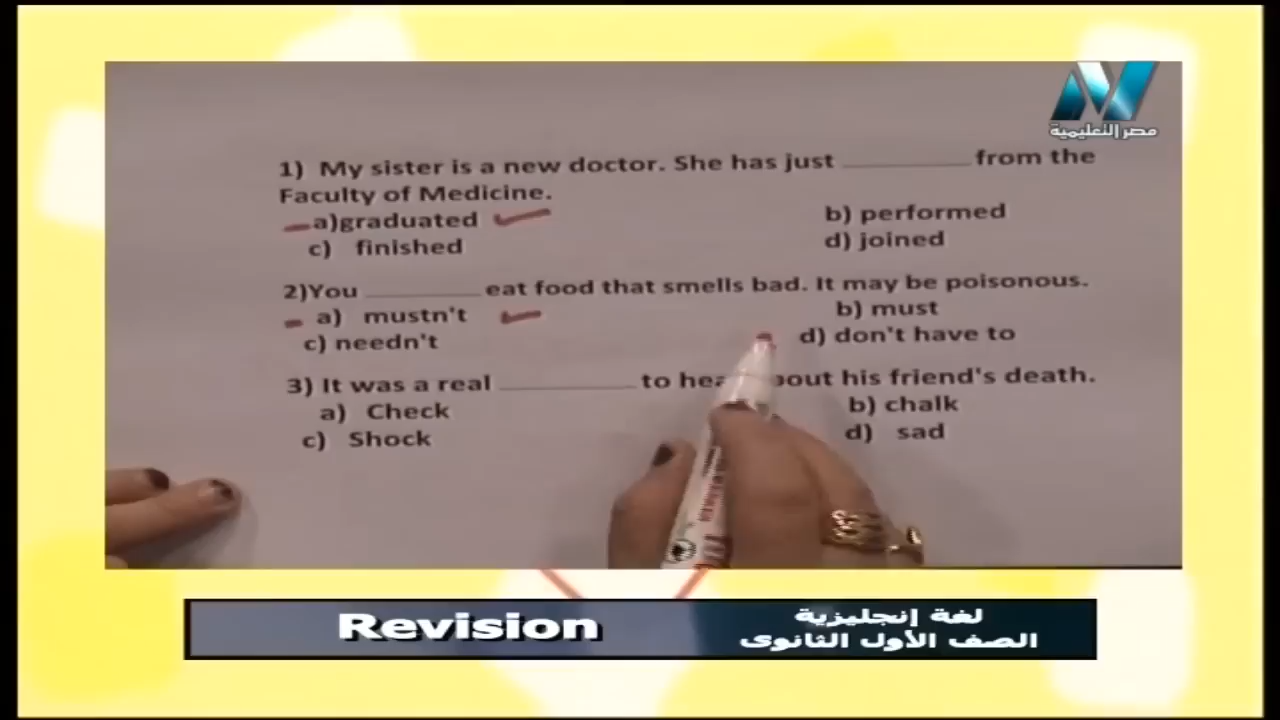 مصر التعليمية
1) My sister is a new doctor. She has just __________ from the
Faculty of Medicine.
a)graduated b) performed
c) finished d) joined
2)You _________ eat food that smells bad. It may be poisonous.
a) mustn't b) must
c) needn't d) don't have to
3) It was a real __________ to hea bout his friend's death.
a) Check b) chalk
c) Shock d) sad
Revision
لغة إنجليزية
الصف الأول الثانوى